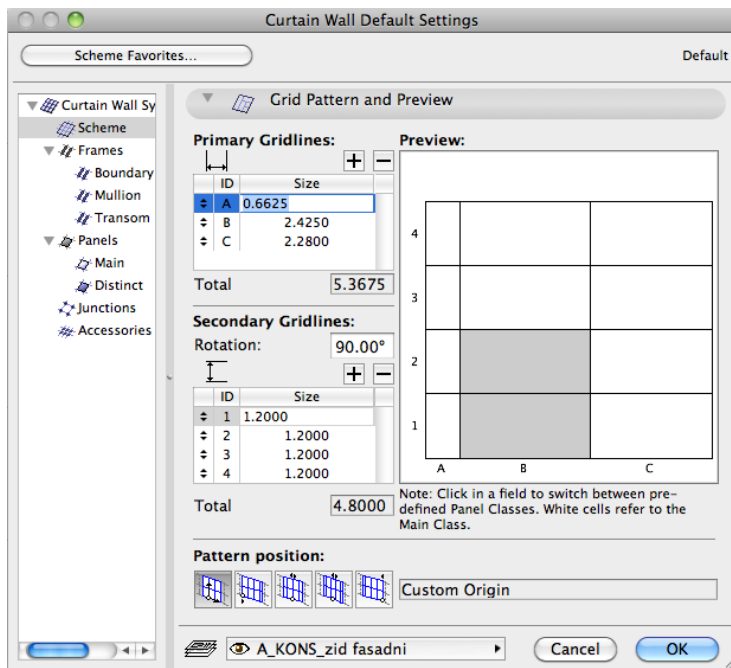 Curtain Wall Default Settings
Scheme Favorites...
Default
Curtain Wall Sy
Scheme
Frames
Boundary
Mullion
Transom
Panels
Main
Distinct
Junctions
Accessories
Grid Pattern and Preview
Primary Gridlines:
ID Size
A 0.6625
B 2.4250
C 2.2800
Total 5.3675
Secondary Gridlines:
Rotation: 90.00°
ID Size
1 1.2000
2 1.2000
3 1.2000
4 1.2000
Total 4.8000
Preview:
4
3
2
1
A B C
Note: Click in a field to switch between pre-
defined Panel Classes. White cells refer to the
Main Class.
Pattern position:
Custom Origin
A_KONS_zid fasadni
Cancel
OK